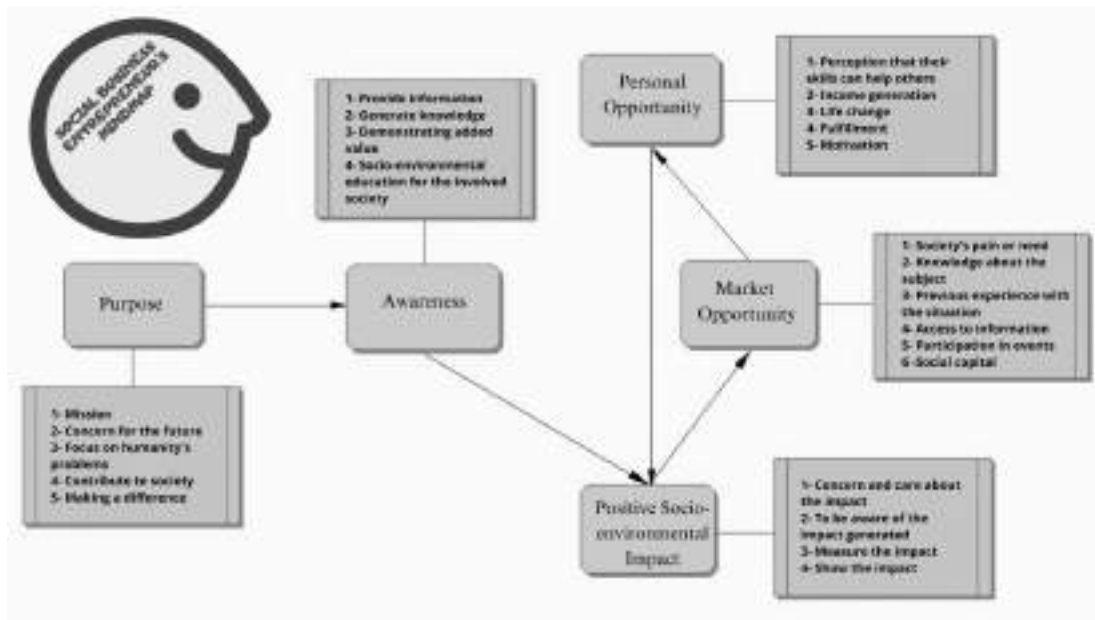 SOCIAL BUSINESS
ENTREPRENEUR'S
MINDMAP
1- Provide information
2- Generate knowledge
3- Demonstrating added
value
4- Socio-environmental
education for the involved
society
Personal
Opportunity
1- Perception that their
skills can help others
2- Income generation
3- Life change
4- Fulfillment
5- Motivation
Purpose
Awareness
Market
Opportunity
1- Society's pain or need
2- Knowledge about the
subject
3- Previous experience with
the situation
4- Access to information
5- Participation in events
6- Social capital
1- Mission
2- Concern for the future
3- Focus on humanity's
problems
4- Contribute to society
5- Making a difference
Positive Socio-
environmental
Impact
1- Concern and care about
the impact
2- To be aware of the
impact generated
3- Measure the impact
4- Show the impact